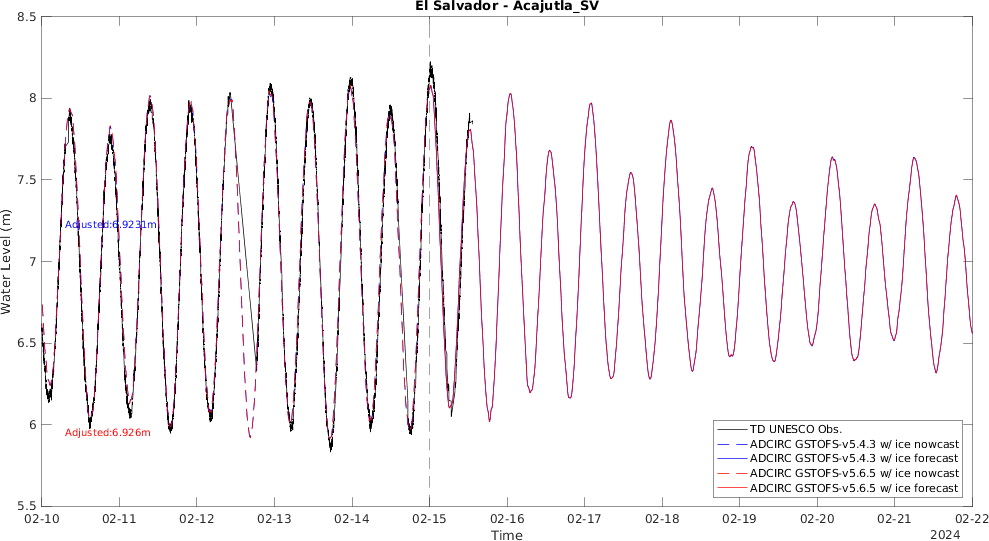 El Salvador - Acajutla_SV
8.5
8
7.5
7
6.5
6
5.5
Water Level (m)
Adjusted:6.9231m
Adjusted:6.926m
TD UNESCO Obs.
ADCIRC GSTOFS-v5.4.3 w/ ice nowcast
ADCIRC GSTOFS-v5.4.3 w/ ice forecast
ADCIRC GSTOFS-v5.6.5 w/ ice nowcast
ADCIRC GSTOFS-v5.6.5 w/ ice forecast
02-10 02-11 02-12 02-13 02-14 02-15 02-16 02-17 02-18 02-19 02-20 02-21 02-22
Time
2024